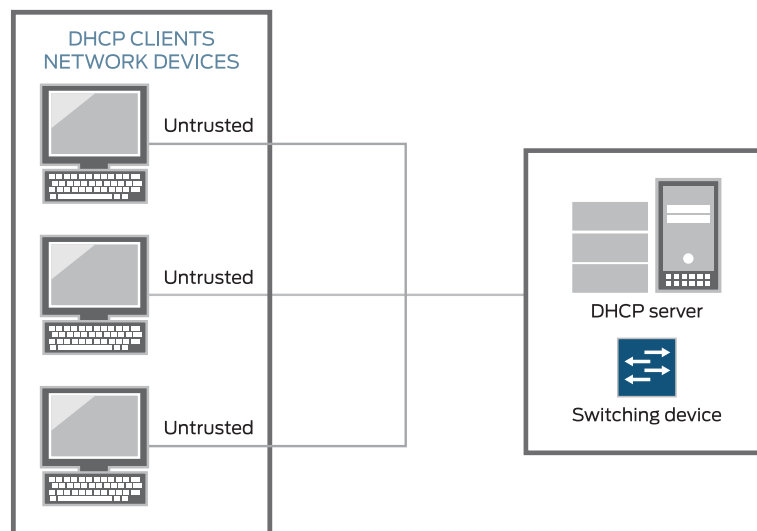 DHCP CLIENTS
NETWORK DEVICES
Untrusted
Untrusted
Untrusted
DHCP server
Switching device